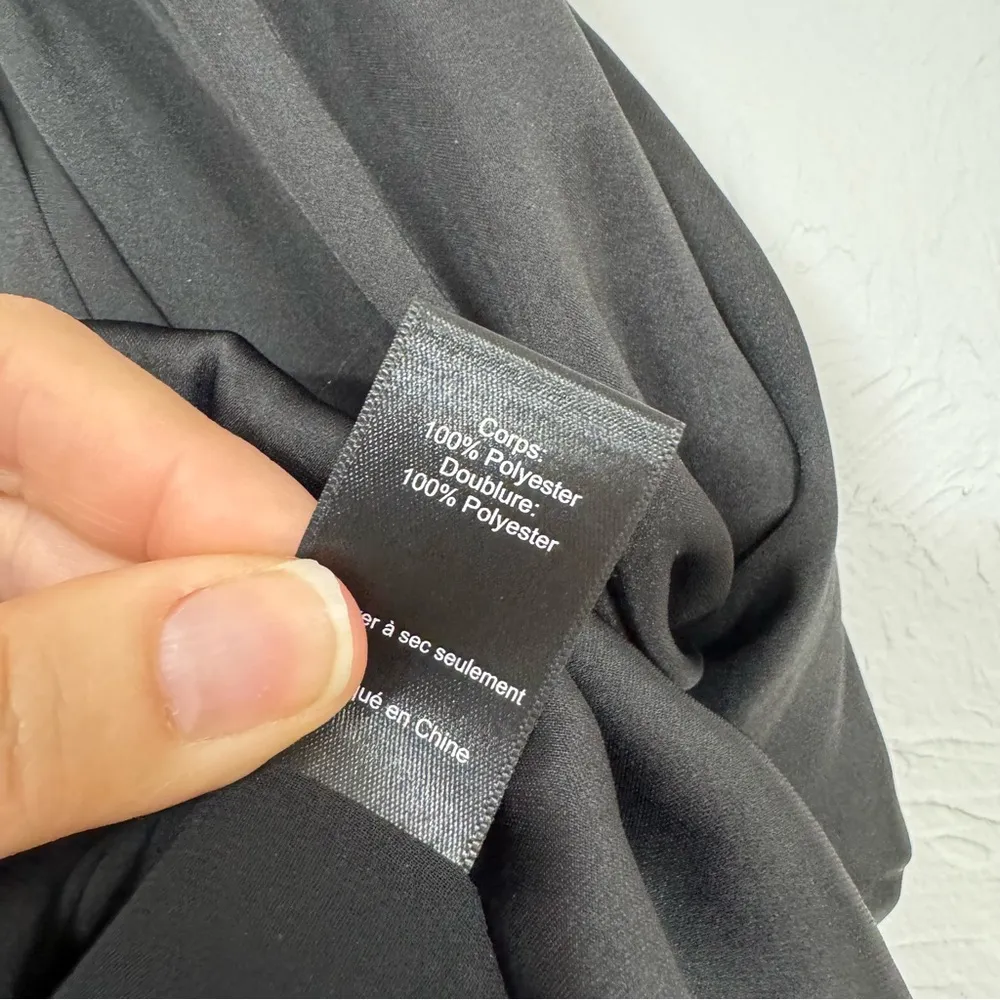 Corps:
100% Polyester
Doublure:
100% Polyester
à sec seulement
en Chine